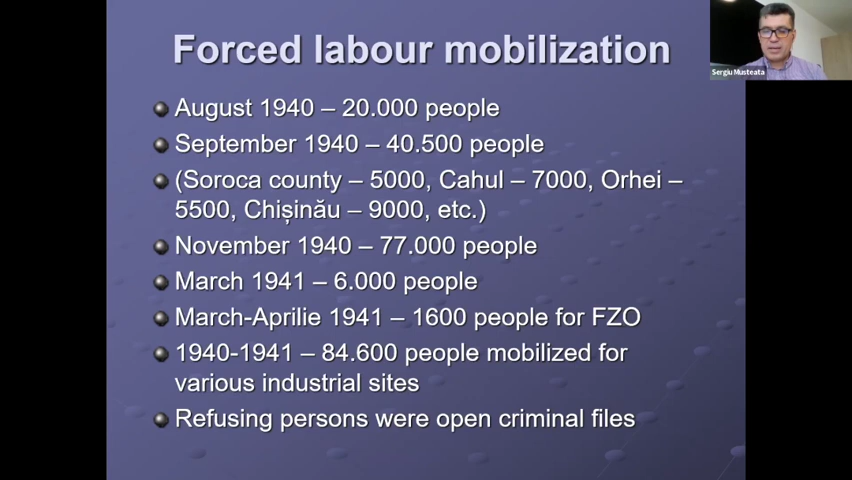 Forced labour mobilization
Sergiu Musteata
August 1940 – 20.000 people
September 1940 – 40.500 people
(Soroca county – 5000, Cahul – 7000, Orhei –
5500, Chișinău – 9000, etc.)
November 1940 – 77.000 people
March 1941 – 6.000 people
March-Aprilie 1941 – 1600 people for FZO
1940-1941 – 84.600 people mobilized for
various industrial sites
Refusing persons were open criminal files